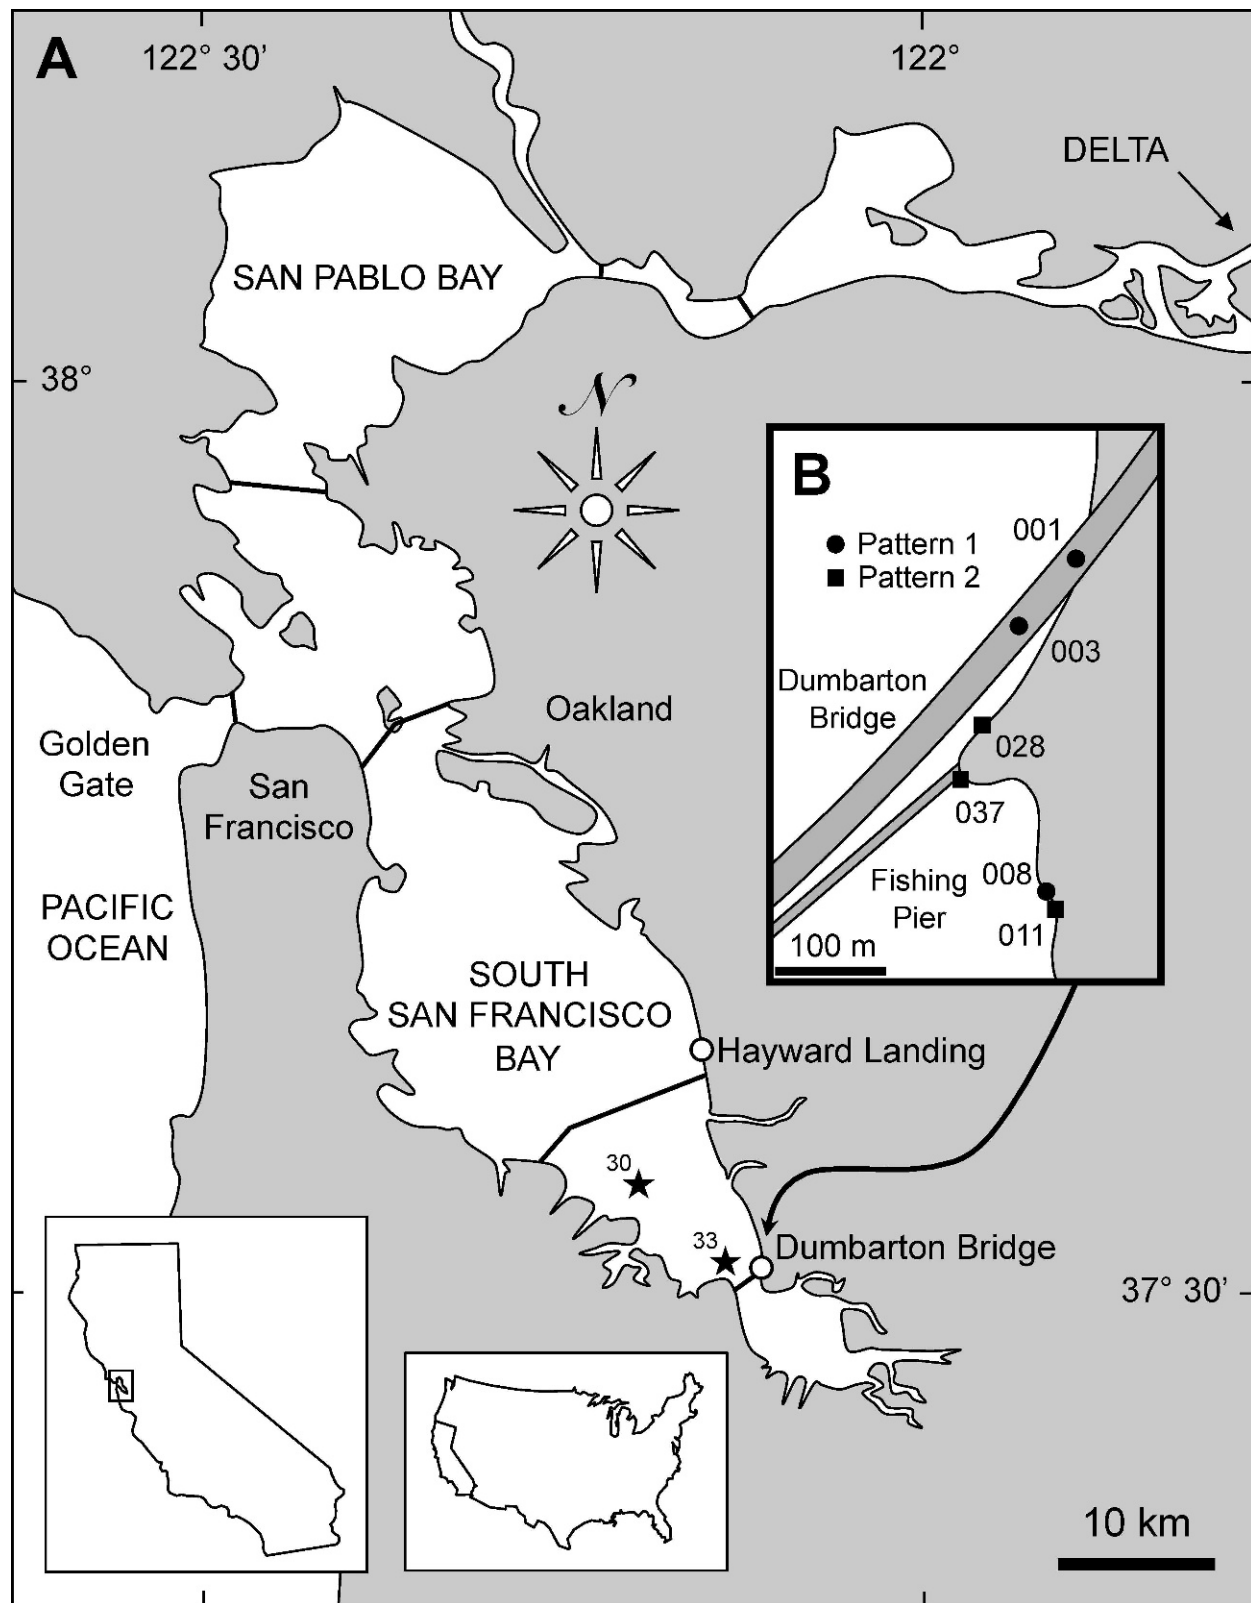 A
122° 30'
122°
DELTA
SAN PABLO BAY
38°
N
B
001
Pattern 1
Pattern 2
003
Dumbarton
Bridge
028
037
Fishing
Pier
008
011
100 m
Oakland
Golden
Gate
San
Francisco
PACIFIC
OCEAN
SOUTH
SAN FRANCISCO
BAY
Hayward Landing
30
33
Dumbarton Bridge
37° 30'
10 km